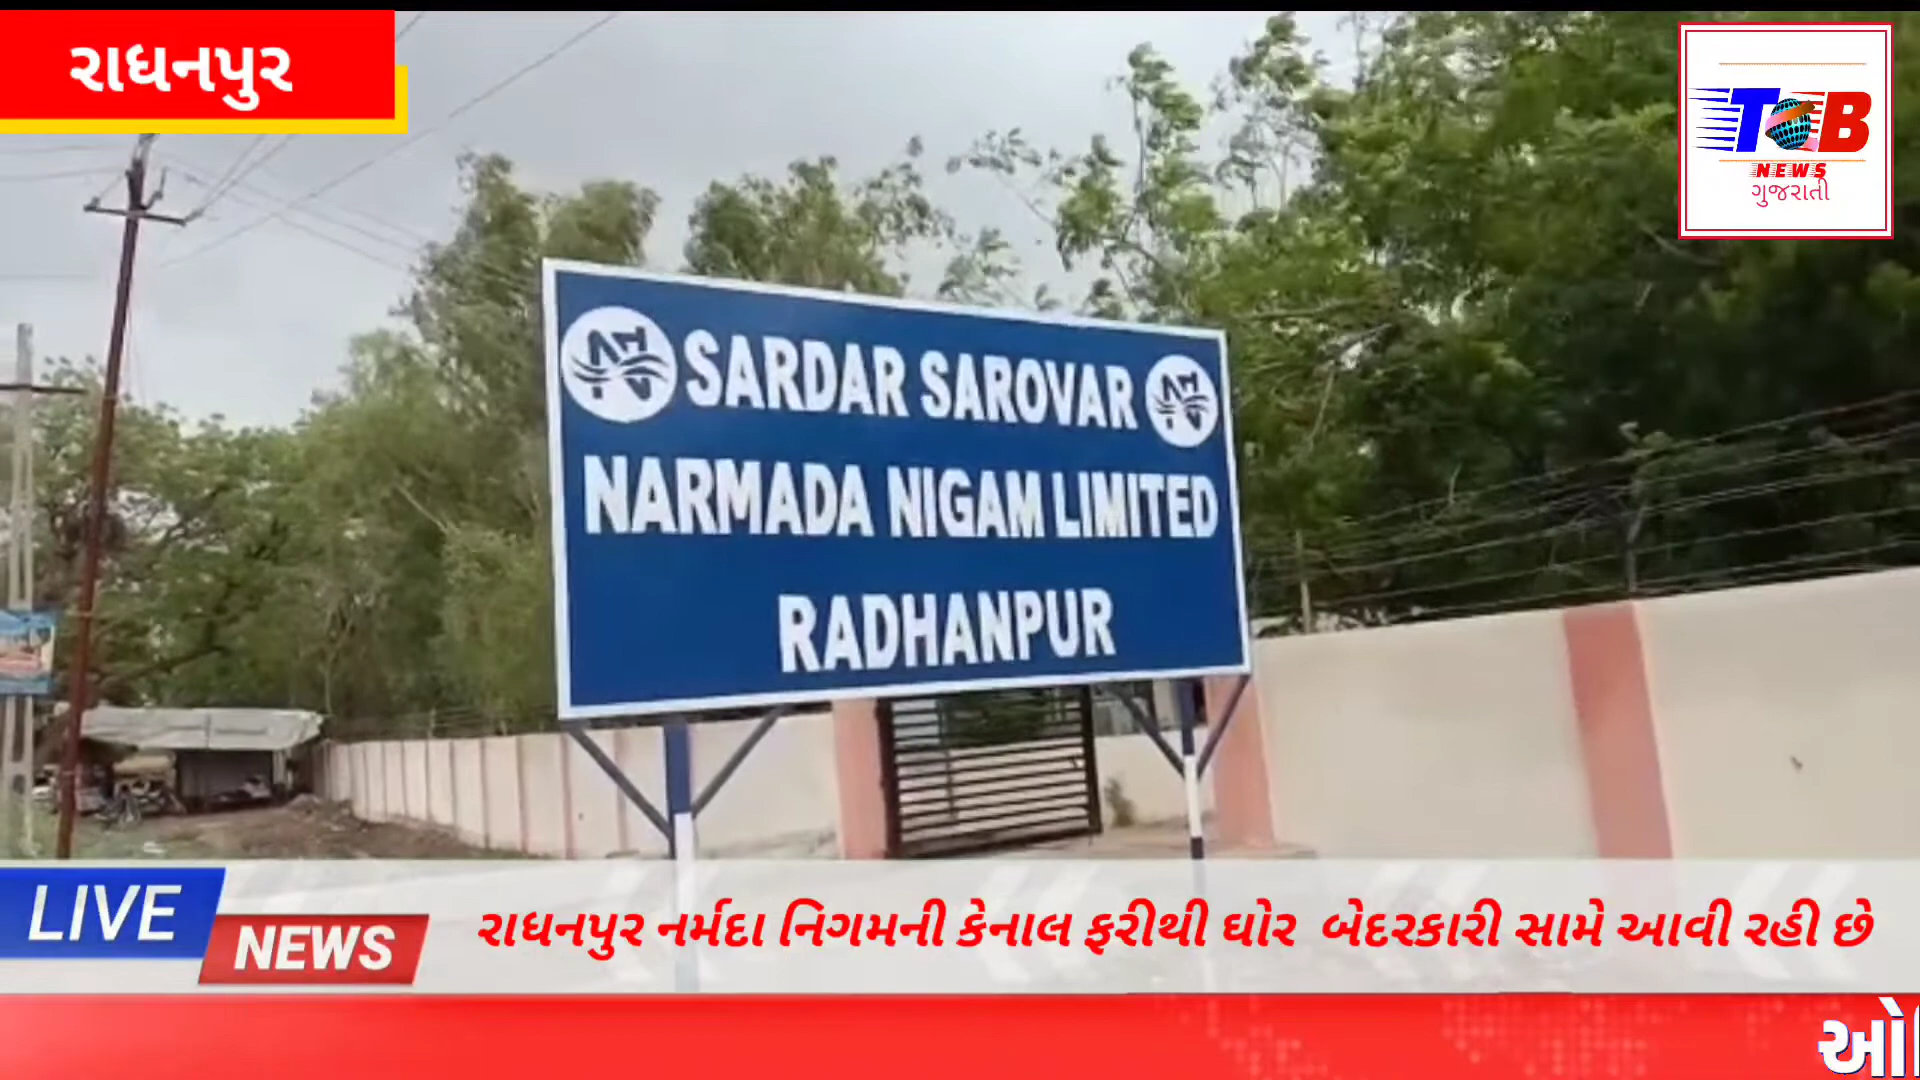 રાધનપુર
TCB
NEWS
ગુજરાતી
SARDAR SAROVAR
NARMADA NIGAM LIMITED
RADHANPUR
LIVE
NEWS
રાધનપુર નર્મદા નિગમની કેનાલ ફરીથી ઘોર બેદરકારી સામે આવી રહી છે